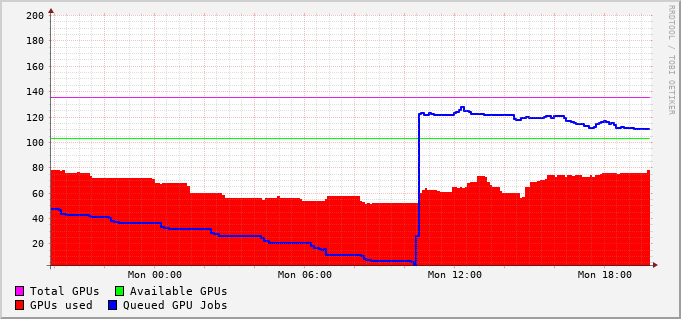 RRDTOOL / TOBI OETIKER
200
180
160
140
120
100
80
60
40
20
Mon 00:00 Mon 06:00 Mon 12:00 Mon 18:00
Total GPUs Available GPUs
GPUs used Queued GPU Jobs